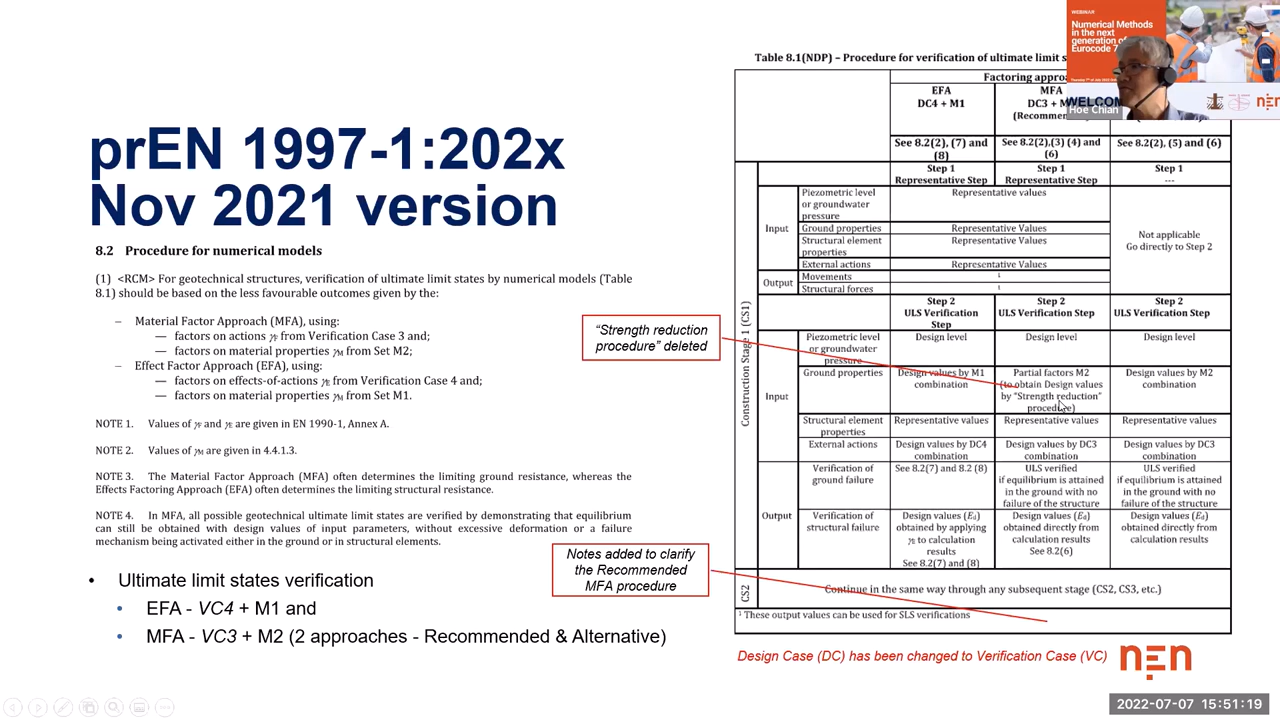 prEN 1997-1:202x
Nov 2021 version
8.2 Procedure for numerical models
(1) <RCM> For geotechnical structures, verification of ultimate limit states by numerical models (Table
8.1) should be based on the less favourable outcomes given by the:
– Material Factor Approach (MFA), using:
— factors on actions γF from Verification Case 3 and;
— factors on material properties γM from Set M2;
– Effect Factor Approach (EFA), using:
— factors on effects-of-actions γE from Verification Case 4 and;
— factors on material properties γM from Set M1.
NOTE 1. Values of γF and γE are given in EN 1990-1, Annex A.
NOTE 2. Values of γM are given in 4.4.1.3.
NOTE 3. The Material Factor Approach (MFA) often determines the limiting ground resistance, whereas the
Effects Factoring Approach (EFA) often determines the limiting structural resistance.
NOTE 4. In MFA, all possible geotechnical ultimate limit states are verified by demonstrating that equilibrium
can still be obtained with design values of input parameters, without excessive deformation or a failure
mechanism being activated either in the ground or in structural elements.
• Ultimate limit states verification
• EFA - VC4 + M1 and
• MFA - VC3 + M2 (2 approaches - Recommended & Alternative)
“Strength reduction
procedure” deleted
Notes added to clarify
the Recommended
MFA procedure
Table 8.1(NDP) – Procedure for verification of ultimate limit
Factoring
EFA
DC4 + M1
MFA
DC3 +
See 8.2(2), (7) and
(8)
See 8.2(2),(3) (4) and
(6)
See 8.2(2), (5) and (6)
Construction Stage 1 (CS1)
Step 1
Representative Step
Step 1
Representative Step
Step 1
---
Input
Piezometric level
or groundwater
pressure
Representative values
Ground properties
Representative Values
Structural element
properties
Representative Values
External actions
Representative Values
Not applicable
Go directly to Step 2
Output
Movements
1
Structural forces
1
Step 2
ULS Verification
Step
Step 2
ULS Verification Step
Step 2
ULS Verification Step
Input
Piezometric level
or groundwater
pressure
Design level
Design level
Design level
Ground properties
Design values by M1
combination
Partial factors M2
(to obtain Design values
by “Strength reduction”
procedure)
Design values by M2
combination
Structural element
properties
Representative values
Representative values
Representative values
External actions
Design values by DC4
combination
Design values by DC3
combination
Design values by DC3
combination
Output
Verification of
ground failure
See 8.2(7) and 8.2 (8)
ULS verified
if equilibrium is attained
in the ground with no
failure of the structure
ULS verified
if equilibrium is attained
in the ground with no
failure of the structure
Verification of
structural failure
Design values (Ed)
obtained by applying
γE to calculation
results
See 8.2(7) and (8)
Design values (Ed)
obtained directly from
calculation results
See 8.2(6)
Design values (Ed)
obtained directly from
calculation results
CS2
Continue in the same way through any subsequent stage (CS2, CS3, etc.)
1 These output values can be used for SLS verifications
Design Case (DC) has been changed to Verification Case (VC)
nen
WEBINAR
Numerical Methods
in the next
generation of
Eurocode 7
Hoe Chian
2022-07-07 15:51:19